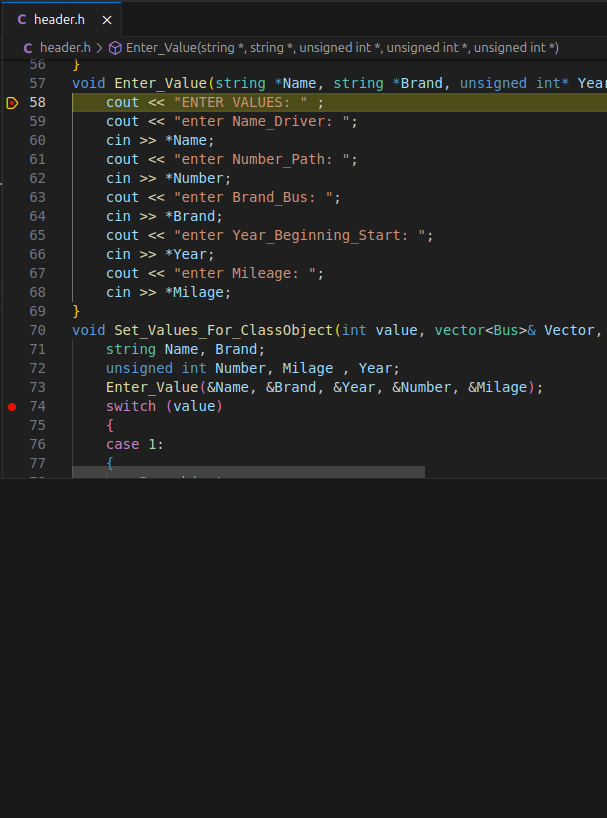 C header.h ×
C header.h > Enter_Value(string *, string *, unsigned int *, unsigned int *, unsigned int *)
56 }
57 void Enter_Value(string *Name, string *Brand, unsigned int* Year
58 cout << "ENTER VALUES: " ;
59 cout << "enter Name_Driver: ";
60 cin >> *Name;
61 cout << "enter Number_Path: ";
62 cin >> *Number;
63 cout << "enter Brand_Bus: ";
64 cin >> *Brand;
65 cout << "enter Year_Beginning_Start: ";
66 cin >> *Year;
67 cout << "enter Mileage: ";
68 cin >> *Milage;
69 }
70 void Set_Values_For_ClassObject(int value, vector<Bus>& Vector,
71 string Name, Brand;
72 unsigned int Number, Milage , Year;
73 Enter_Value(&Name, &Brand, &Year, &Number, &Milage);
74 switch (value)
75 {
76 case 1:
77 {